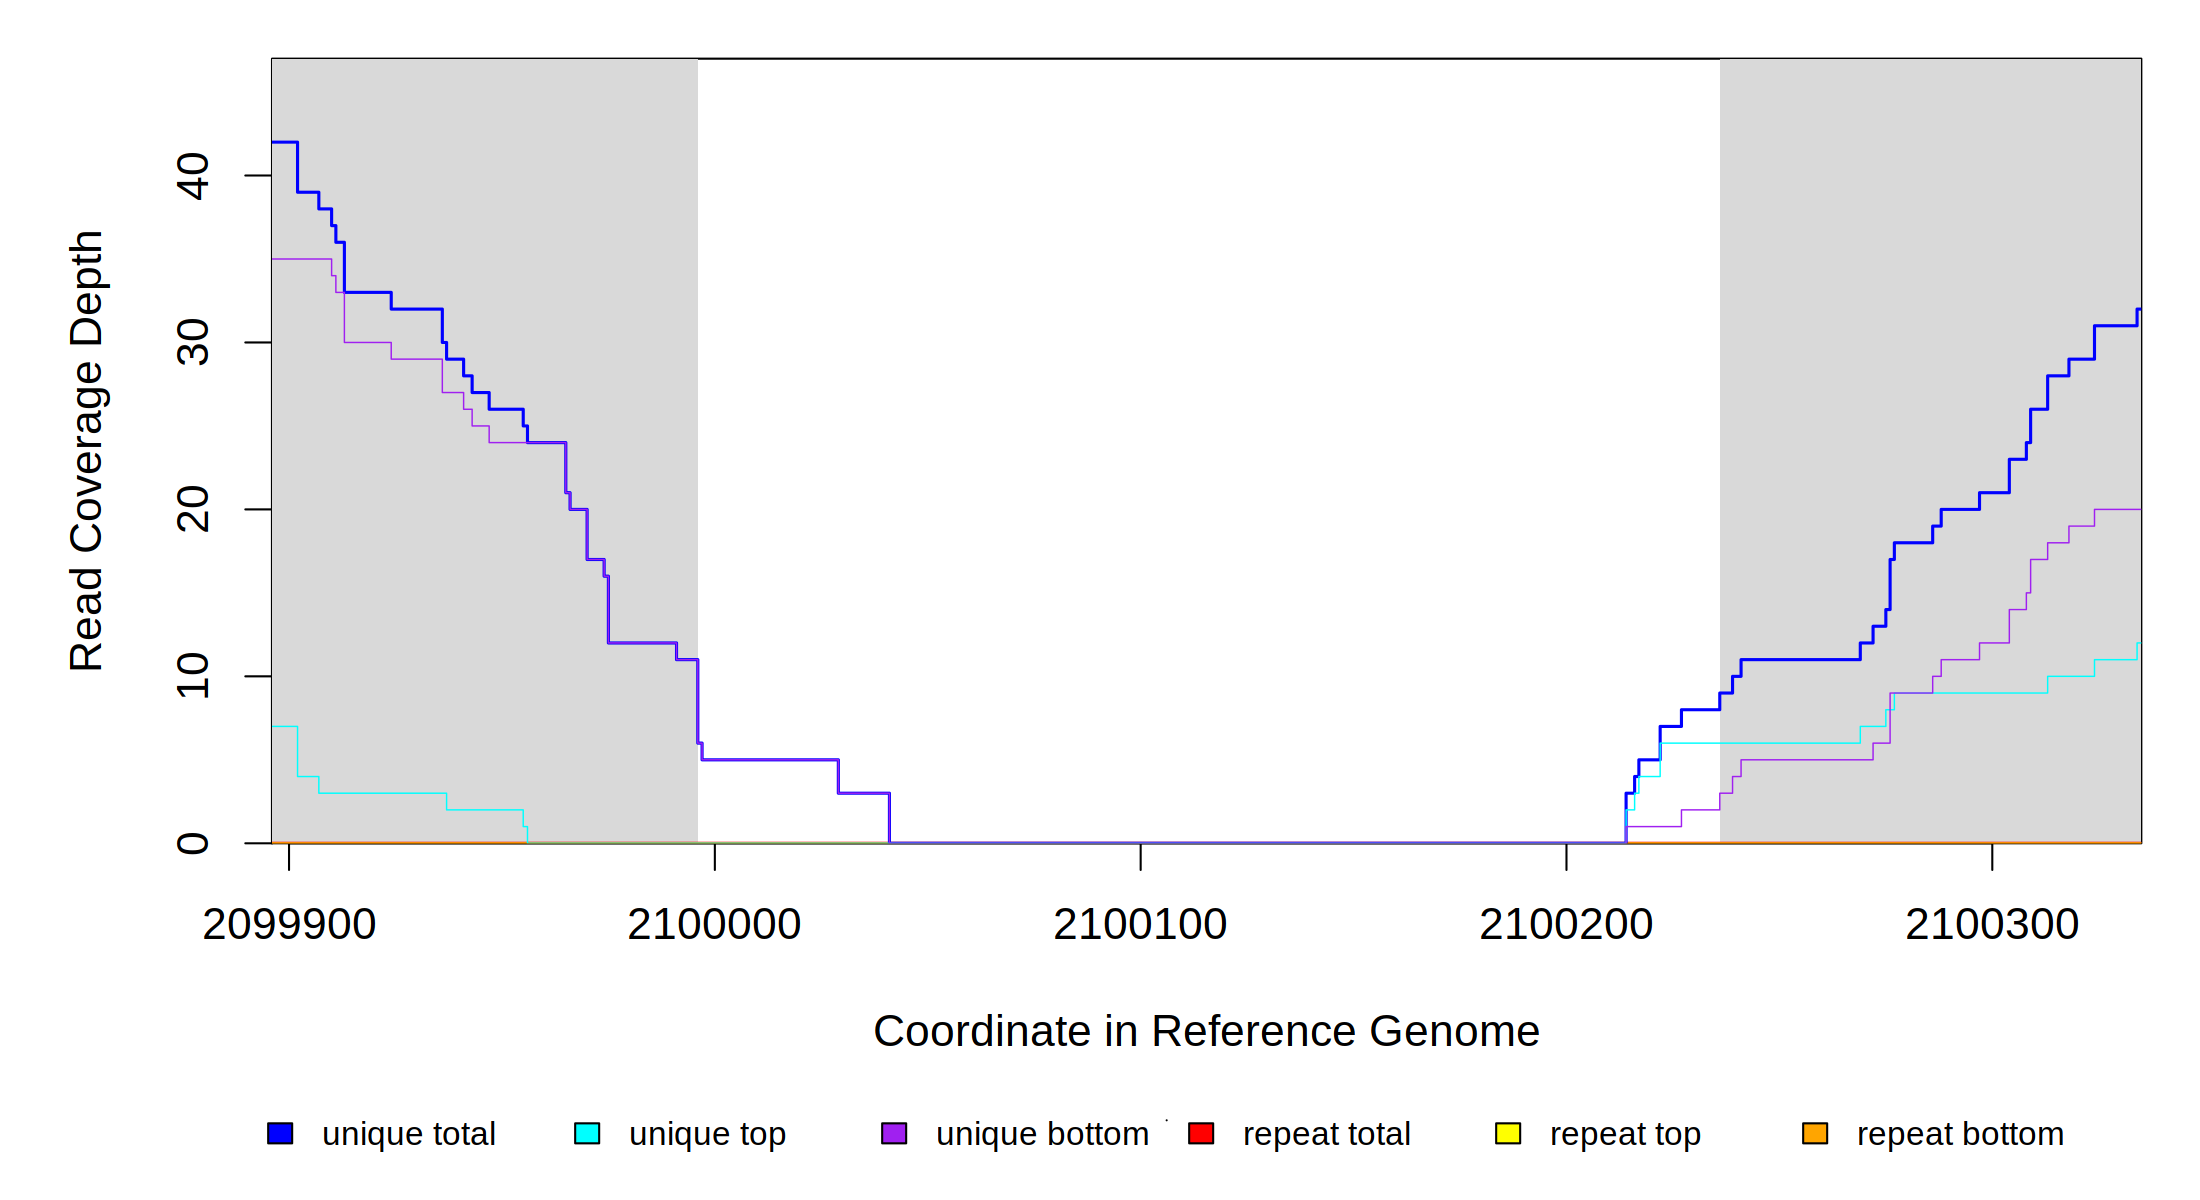 Read Coverage Depth
40
30
20
10
0
2099900 2100000 2100100 2100200 2100300
Coordinate in Reference Genome
unique total unique top unique bottom repeat total repeat top repeat bottom